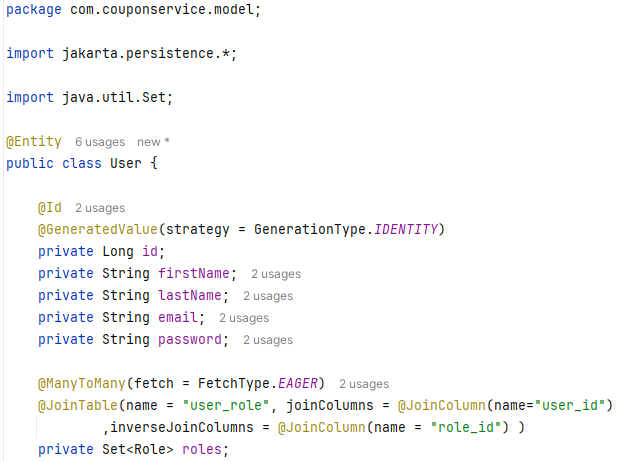 package com.couponservice.model;
import jakarta.persistence.*;
import java.util.Set;
@Entity 6 usages new *
public class User {
@Id 2 usages
@GeneratedValue(strategy = GenerationType.IDENTITY)
private Long id;
private String firstName; 2 usages
private String lastName; 2 usages
private String email; 2 usages
private String password; 2 usages
@ManyToMany(fetch = FetchType.EAGER) 2 usages
@JoinTable(name = "user_role", joinColumns = @JoinColumn(name="user_id")
,inverseJoinColumns = @JoinColumn(name = "role_id") )
private Set<Role> roles;